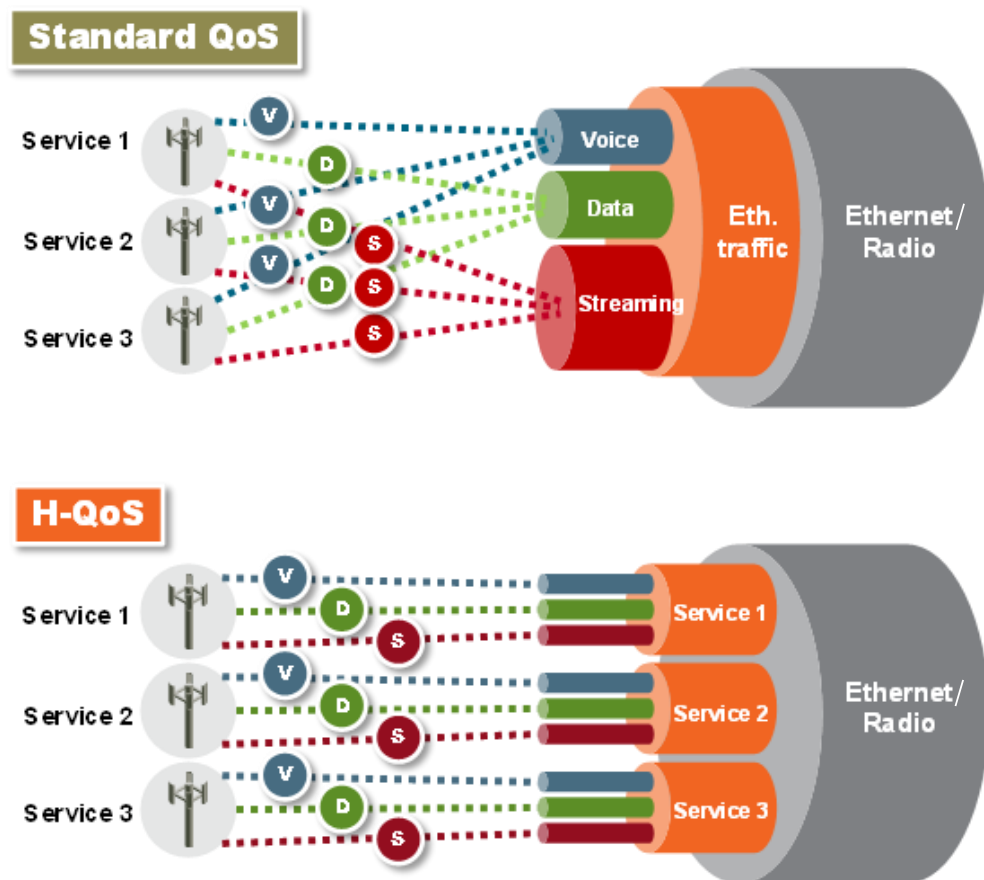 Standard QoS
Service 1
Service 2
Service 3
V
D
V
D
S
V
D
S
S
Voice
Data
Streaming
Eth.
traffic
Ethernet/
Radio
H-QoS
Service 1
Service 2
Service 3
V
D
S
V
D
S
V
D
S
Service 1
Service 2
Service 3
Ethernet/
Radio